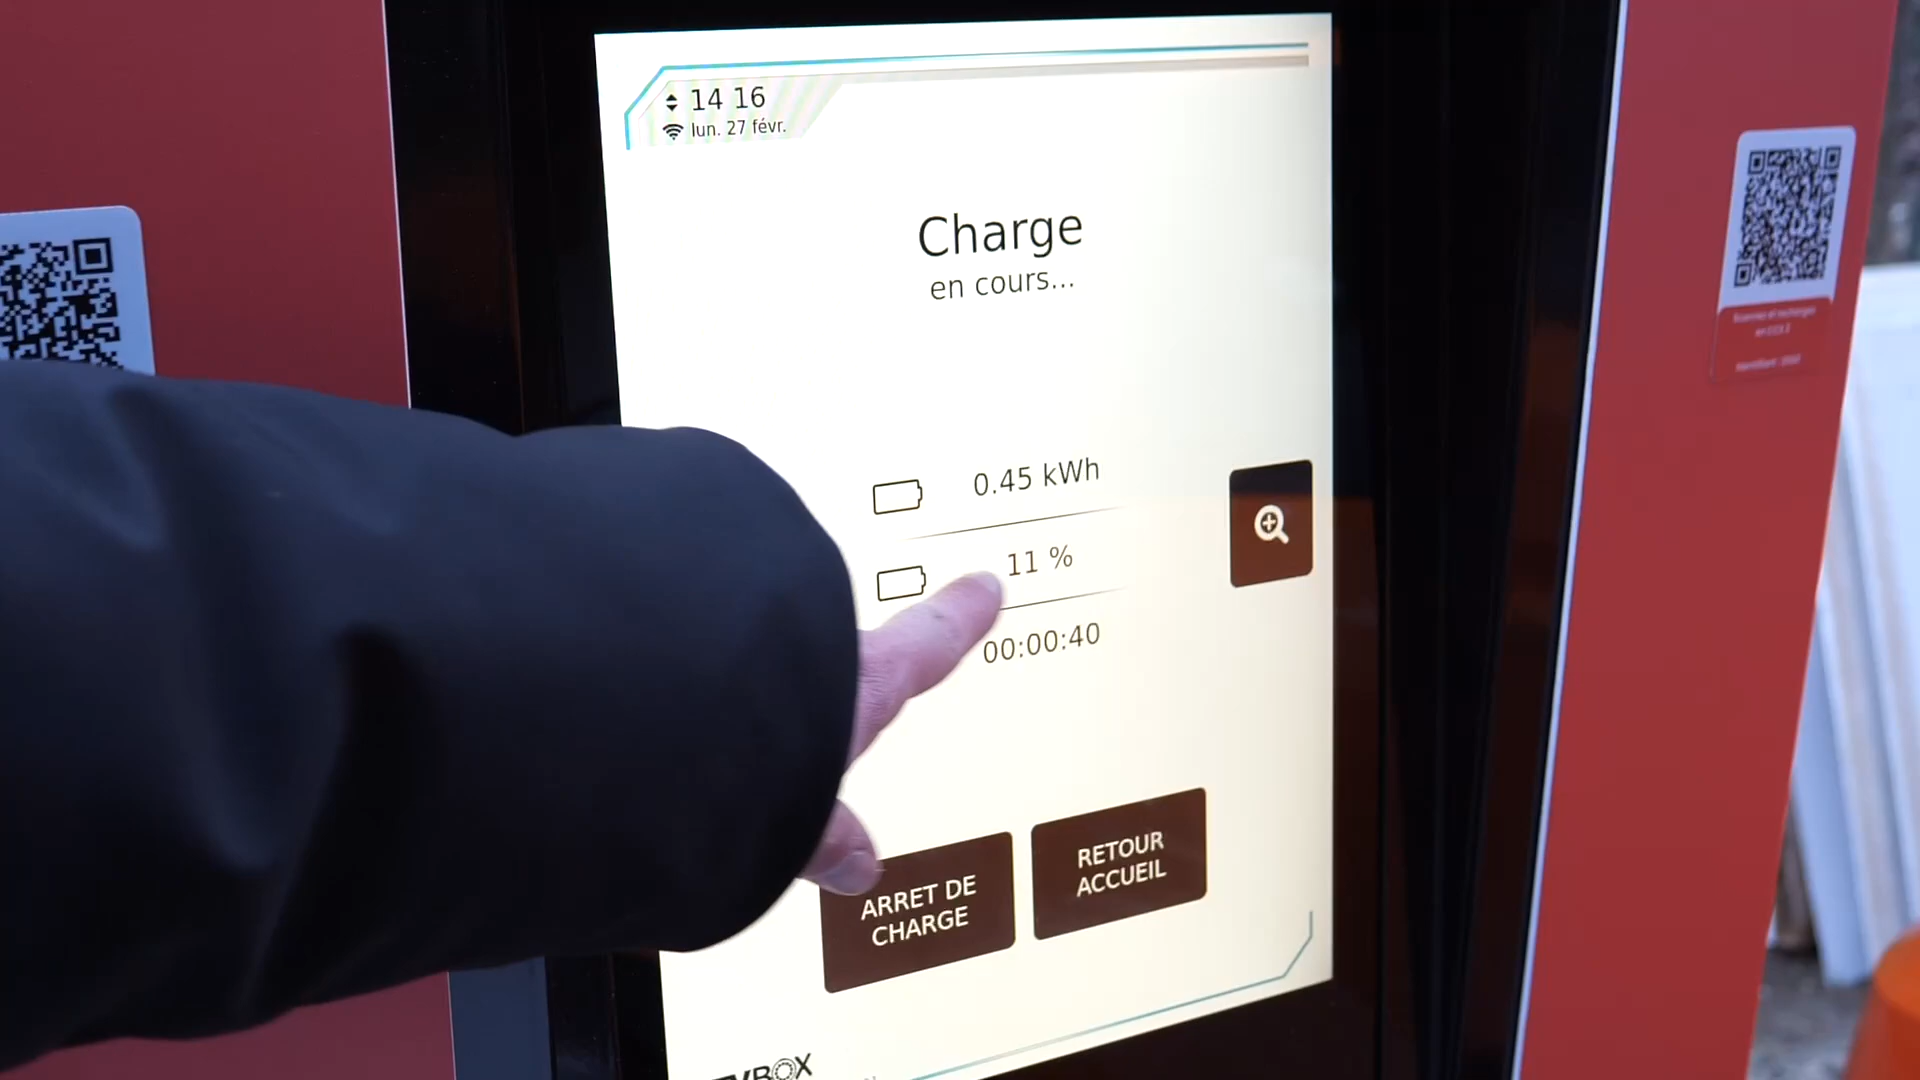 14 16
lun. 27 févr.
Charge
en cours...
0.45 kWh
11 %
00:00:40
ARRET DE
CHARGE
RETOUR
ACCUEIL